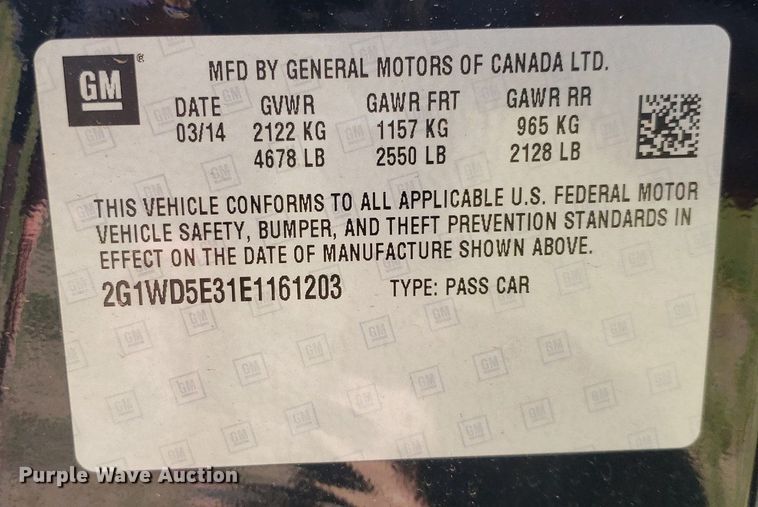 GM
MFD BY GENERAL MOTORS OF CANADA LTD.
DATE GVWR GAWR FRT GAWR RR
03/14 2122 KG 1157 KG 965 KG
4678 LB 2550 LB 2128 LB
THIS VEHICLE CONFORMS TO ALL APPLICABLE U.S. FEDERAL MOTOR
VEHICLE SAFETY, BUMPER, AND THEFT PREVENTION STANDARDS IN
EFFECT ON THE DATE OF MANUFACTURE SHOWN ABOVE.
2G1WD5E31E1161203 TYPE: PASS CAR
Purple Wave Auction